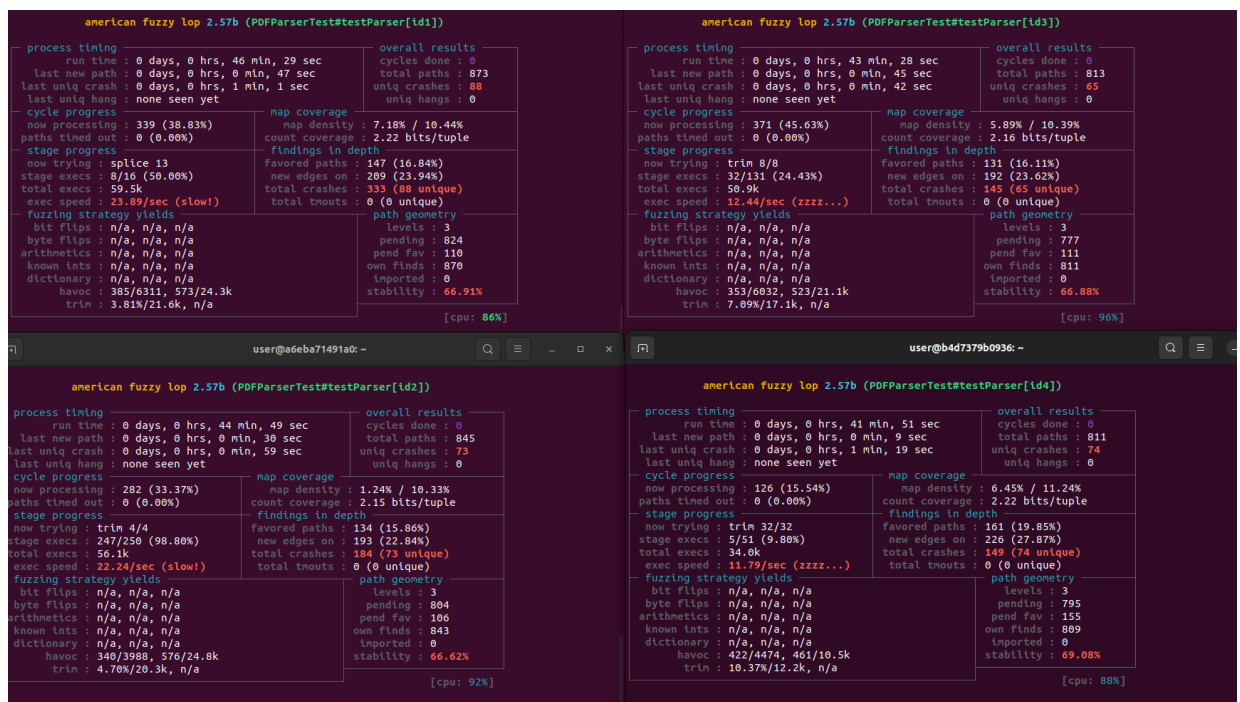 american fuzzy lop 2.57b (PDFParserTest#testParser[id1])
process timing
overall results
run time : 0 days, 0 hrs, 46 min, 29 sec
cycles done : 0
last new path : 0 days, 0 hrs, 0 min, 47 sec
total paths : 873
last uniq crash : 0 days, 0 hrs, 1 min, 1 sec
uniq crashes : 88
last uniq hang : none seen yet
uniq hangs : 0
cycle progress
map coverage
now processing : 339 (38.83%)
map density : 7.18% / 10.44%
paths timed out : 0 (0.00%)
count coverage : 2.22 bits/tuple
stage progress
findings in depth
now trying : splice 13
favored paths : 147 (16.84%)
stage execs : 8/16 (50.00%)
new edges on : 209 (23.94%)
total execs : 59.5k
total crashes : 333 (88 unique)
exec speed : 23.89/sec (slow!)
total tmouts : 0 (0 unique)
fuzzing strategy yields
path geometry
bit flips : n/a, n/a, n/a
levels : 3
byte flips : n/a, n/a, n/a
pending : 824
arithmetics : n/a, n/a, n/a
pend fav : 110
known ints : n/a, n/a, n/a
own finds : 870
dictionary : n/a, n/a, n/a
imported : 0
havoc : 385/6311, 573/24.3k
stability : 66.91%
trim : 3.81%/21.6k, n/a
[cpu: 86%]
american fuzzy lop 2.57b (PDFParserTest#testParser[id3])
process timing
overall results
run time : 0 days, 0 hrs, 43 min, 28 sec
cycles done : 0
last new path : 0 days, 0 hrs, 0 min, 45 sec
total paths : 813
last uniq crash : 0 days, 0 hrs, 0 min, 42 sec
uniq crashes : 65
last uniq hang : none seen yet
uniq hangs : 0
cycle progress
map coverage
now processing : 371 (45.63%)
map density : 5.89% / 10.39%
paths timed out : 0 (0.00%)
count coverage : 2.16 bits/tuple
stage progress
findings in depth
now trying : trim 8/8
favored paths : 131 (16.11%)
stage execs : 32/131 (24.43%)
new edges on : 192 (23.62%)
total execs : 50.9k
total crashes : 145 (65 unique)
exec speed : 12.44/sec (zzzz...)
total tmouts : 0 (0 unique)
fuzzing strategy yields
path geometry
bit flips : n/a, n/a, n/a
levels : 3
byte flips : n/a, n/a, n/a
pending : 777
arithmetics : n/a, n/a, n/a
pend fav : 111
known ints : n/a, n/a, n/a
own finds : 811
dictionary : n/a, n/a, n/a
imported : 0
havoc : 353/6032, 523/21.1k
stability : 66.88%
trim : 7.09%/17.1k, n/a
[cpu: 96%]
user@a6eba71491a0: ~
american fuzzy lop 2.57b (PDFParserTest#testParser[id2])
process timing
overall results
run time : 0 days, 0 hrs, 44 min, 49 sec
cycles done : 0
last new path : 0 days, 0 hrs, 0 min, 30 sec
total paths : 845
last uniq crash : 0 days, 0 hrs, 0 min, 59 sec
uniq crashes : 73
last uniq hang : none seen yet
uniq hangs : 0
cycle progress
map coverage
now processing : 282 (33.37%)
map density : 1.24% / 10.33%
paths timed out : 0 (0.00%)
count coverage : 2.15 bits/tuple
stage progress
findings in depth
now trying : trim 4/4
favored paths : 134 (15.86%)
stage execs : 247/250 (98.80%)
new edges on : 193 (22.84%)
total execs : 56.1k
total crashes : 184 (73 unique)
exec speed : 22.24/sec (slow!)
total tmouts : 0 (0 unique)
fuzzing strategy yields
path geometry
bit flips : n/a, n/a, n/a
levels : 3
byte flips : n/a, n/a, n/a
pending : 804
arithmetics : n/a, n/a, n/a
pend fav : 106
known ints : n/a, n/a, n/a
own finds : 843
dictionary : n/a, n/a, n/a
imported : 0
havoc : 340/3988, 576/24.8k
stability : 66.62%
trim : 4.70%/20.3k, n/a
[cpu: 92%]
user@b4d7379b0936: ~
american fuzzy lop 2.57b (PDFParserTest#testParser[id4])
process timing
overall results
run time : 0 days, 0 hrs, 41 min, 51 sec
cycles done : 0
last new path : 0 days, 0 hrs, 0 min, 9 sec
total paths : 811
last uniq crash : 0 days, 0 hrs, 1 min, 19 sec
uniq crashes : 74
last uniq hang : none seen yet
uniq hangs : 0
cycle progress
map coverage
now processing : 126 (15.54%)
map density : 6.45% / 11.24%
paths timed out : 0 (0.00%)
count coverage : 2.22 bits/tuple
stage progress
findings in depth
now trying : trim 32/32
favored paths : 161 (19.85%)
stage execs : 5/51 (9.80%)
new edges on : 226 (27.87%)
total execs : 34.0k
total crashes : 149 (74 unique)
exec speed : 11.79/sec (zzzz...)
total tmouts : 0 (0 unique)
fuzzing strategy yields
path geometry
bit flips : n/a, n/a, n/a
levels : 3
byte flips : n/a, n/a, n/a
pending : 795
arithmetics : n/a, n/a, n/a
pend fav : 155
known ints : n/a, n/a, n/a
own finds : 809
dictionary : n/a, n/a, n/a
imported : 0
havoc : 422/4474, 461/10.5k
stability : 69.08%
trim : 10.37%/12.2k, n/a
[cpu: 88%]